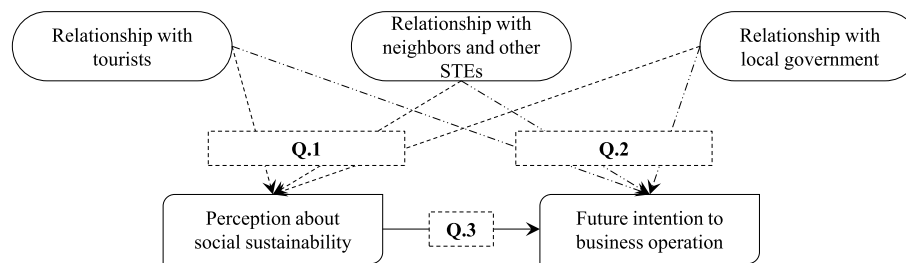 Relationship with
tourists
Relationship with
neighbors and other
STEs
Relationship with
local government
Q.1
Q.2
Perception about
social sustainability
Q.3
Future intention to
business operation